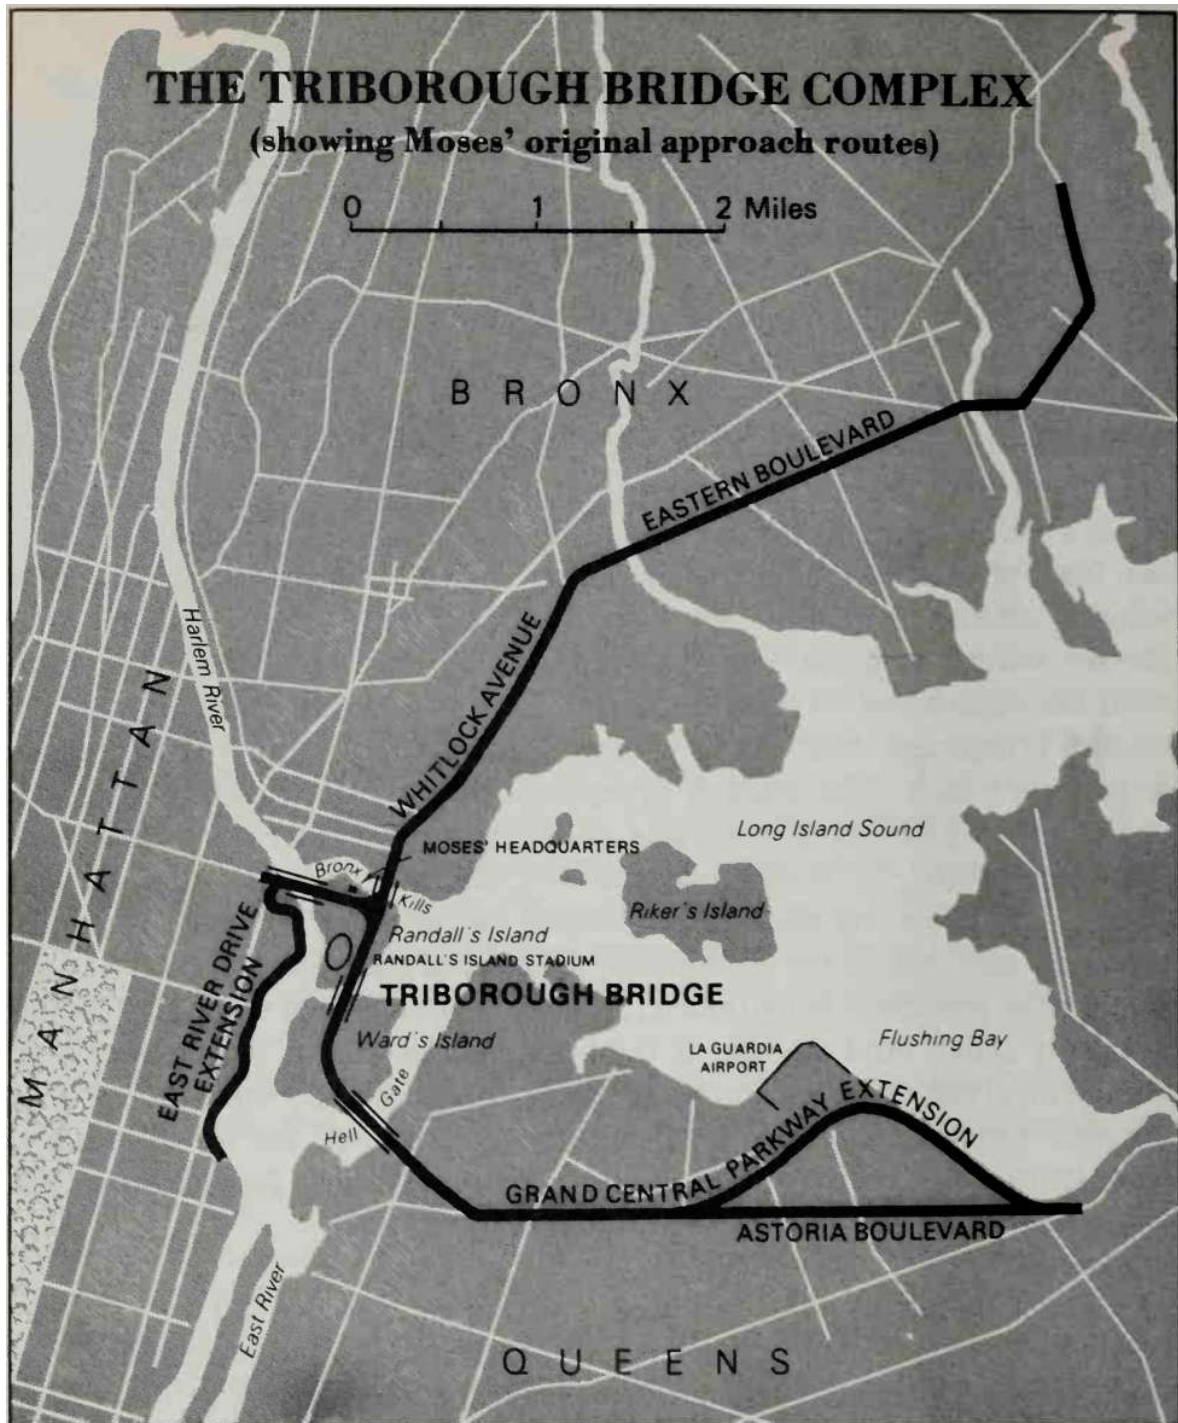 THE TRIBOROUGH BRIDGE COMPLEX
(showing Moses' original approach routes)
0 1 2 Miles
BRONX
EASTERN BOULEVARD
WHITLOCK AVENUE
Harlem River
MANHATTAN
MOSES' HEADQUARTERS
Bronx
Kills
Long Island Sound
Riker's Island
Randall's Island
RANDALL'S ISLAND STADIUM
TRIBOROUGH BRIDGE
EAST RIVER DRIVE
EXTENSION
Ward's Island
LA GUARDIA
AIRPORT
Flushing Bay
Hell Gate
GRAND CENTRAL PARKWAY EXTENSION
ASTORIA BOULEVARD
East River
QUEENS